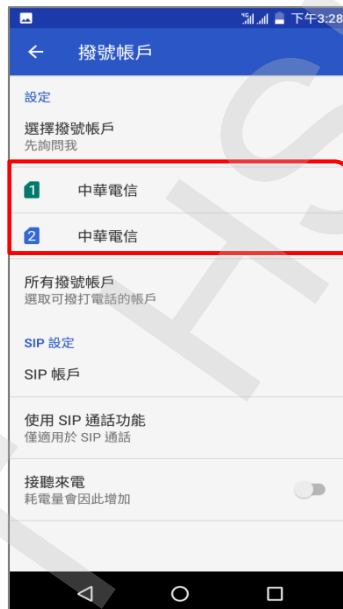 下午3:28
撥號帳戶
設定
選擇撥號帳戶
先詢問我
1 中華電信
2 中華電信
所有撥號帳戶
選取可撥打電話的帳戶
SIP 設定
SIP 帳戶
使用 SIP 通話功能
僅適用於 SIP 通話
接聽來電
耗電量會因此增加